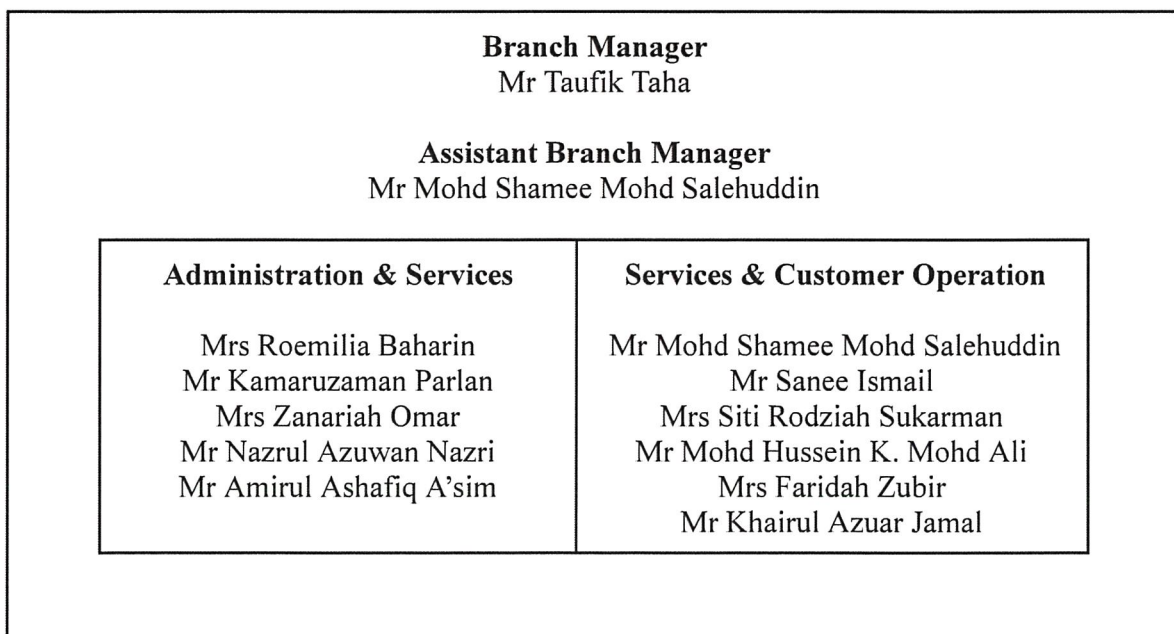 Branch Manager
Mr Taufik Taha
Assistant Branch Manager
Mr Mohd Shamee Mohd Salehuddin
Administration & Services
Mrs Roemilia Baharin
Mr Kamaruzaman Parlan
Mrs Zanariah Omar
Mr Nazrul Azuwan Nazri
Mr Amirul Ashafiq A’sim
Services & Customer Operation
Mr Mohd Shamee Mohd Salehuddin
Mr Sanee Ismail
Mrs Siti Rodziah Sukarman
Mr Mohd Hussein K. Mohd Ali
Mrs Faridah Zubir
Mr Khairul Azuar Jamal